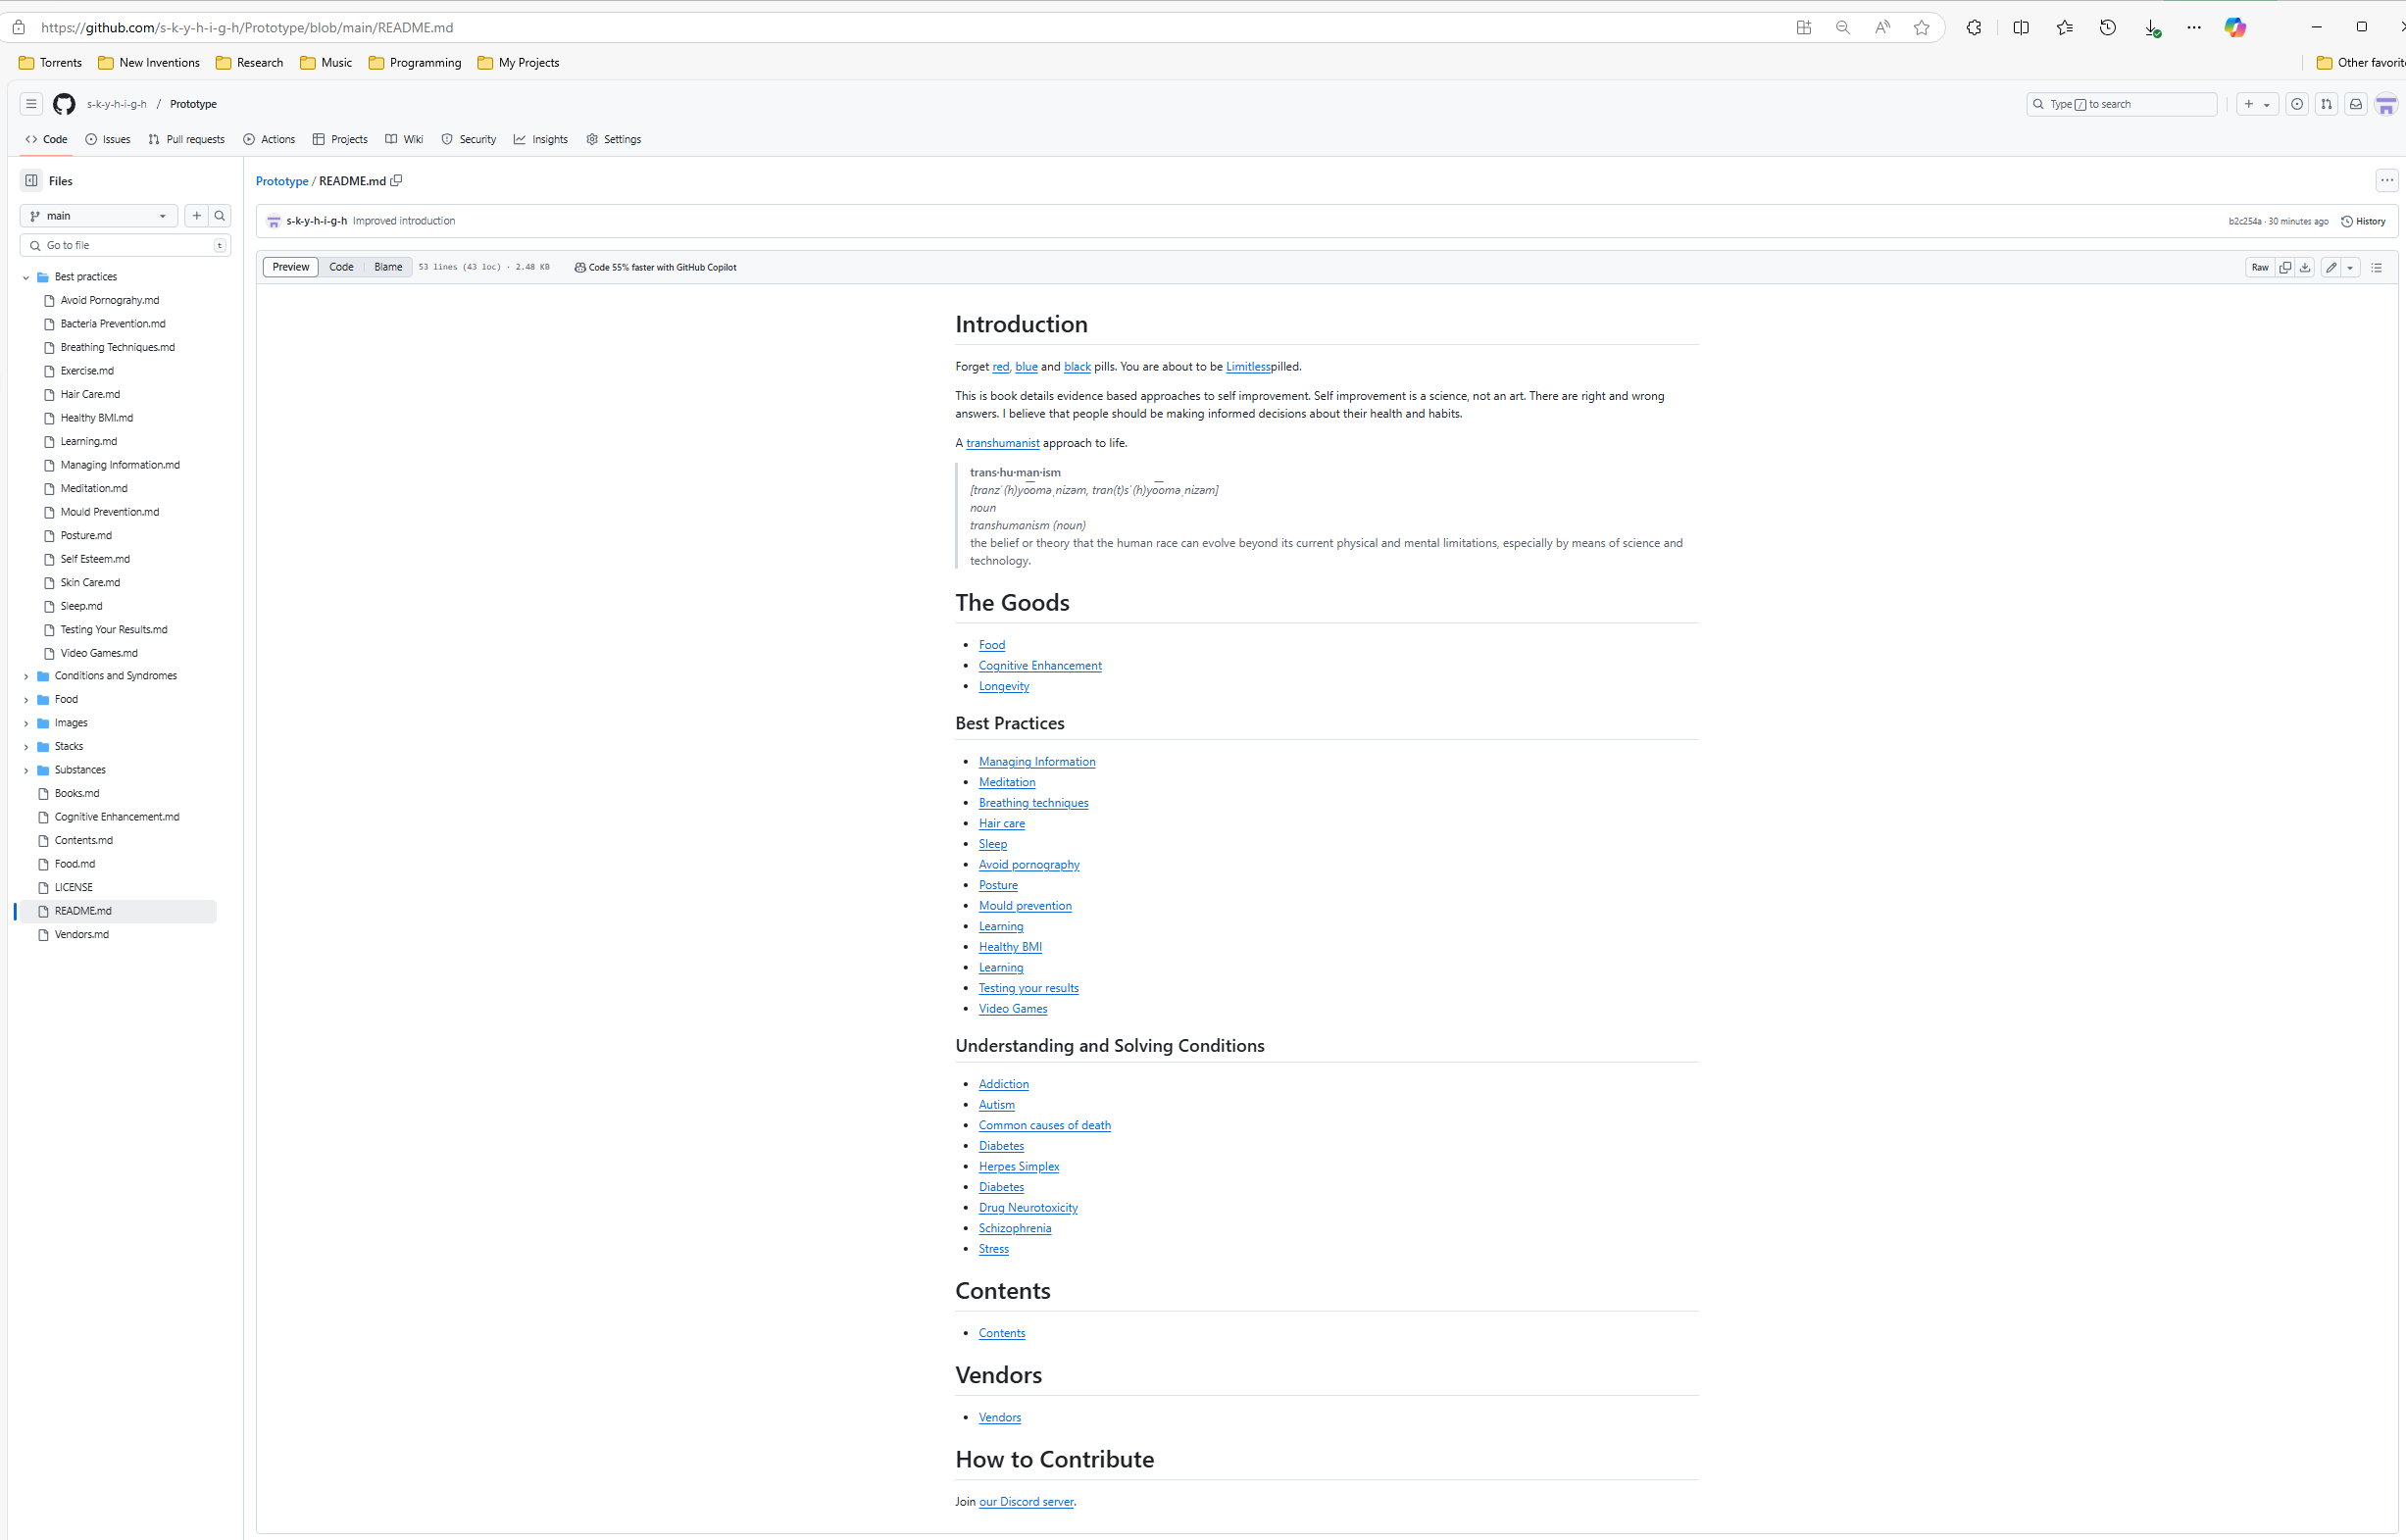 https://github.com/s-k-y-h-i-g-h/Prototype/blob/main/README.md
Torrents New Inventions Research Music Programming My Projects Other favorit
s-k-y-h-i-g-h / Prototype Type / to search
Code Issues Pull requests Actions Projects Wiki Security Insights Settings
Files
main
Go to file t
Best practices
Avoid Pornograhy.md
Bacteria Prevention.md
Breathing Techniques.md
Exercise.md
Hair Care.md
Healthy BMI.md
Learning.md
Managing Information.md
Meditation.md
Mould Prevention.md
Posture.md
Self Esteem.md
Skin Care.md
Sleep.md
Testing Your Results.md
Video Games.md
Conditions and Syndromes
Food
Images
Stacks
Substances
Books.md
Cognitive Enhancement.md
Contents.md
Food.md
LICENSE
README.md
Vendors.md
Prototype / README.md
s-k-y-h-i-g-h Improved introduction b2c254a · 30 minutes ago History
Preview Code Blame 53 lines (43 loc) · 2.48 KB Code 55% faster with GitHub Copilot Raw
Introduction
Forget red, blue and black pills. You are about to be Limitlesspilled.
This is book details evidence based approaches to self improvement. Self improvement is a science, not an art. There are right and wrong
answers. I believe that people should be making informed decisions about their health and habits.
A transhumanist approach to life.
trans·hu·man·ism
[tranzˈ(h)yo͞oməˌnizəm, tran(t)sˈ(h)yo͞oməˌnizəm]
noun
transhumanism (noun)
the belief or theory that the human race can evolve beyond its current physical and mental limitations, especially by means of science and
technology.
The Goods
• Food
• Cognitive Enhancement
• Longevity
Best Practices
• Managing Information
• Meditation
• Breathing techniques
• Hair care
• Sleep
• Avoid pornography
• Posture
• Mould prevention
• Learning
• Healthy BMI
• Learning
• Testing your results
• Video Games
Understanding and Solving Conditions
• Addiction
• Autism
• Common causes of death
• Diabetes
• Herpes Simplex
• Diabetes
• Drug Neurotoxicity
• Schizophrenia
• Stress
Contents
• Contents
Vendors
• Vendors
How to Contribute
Join our Discord server.